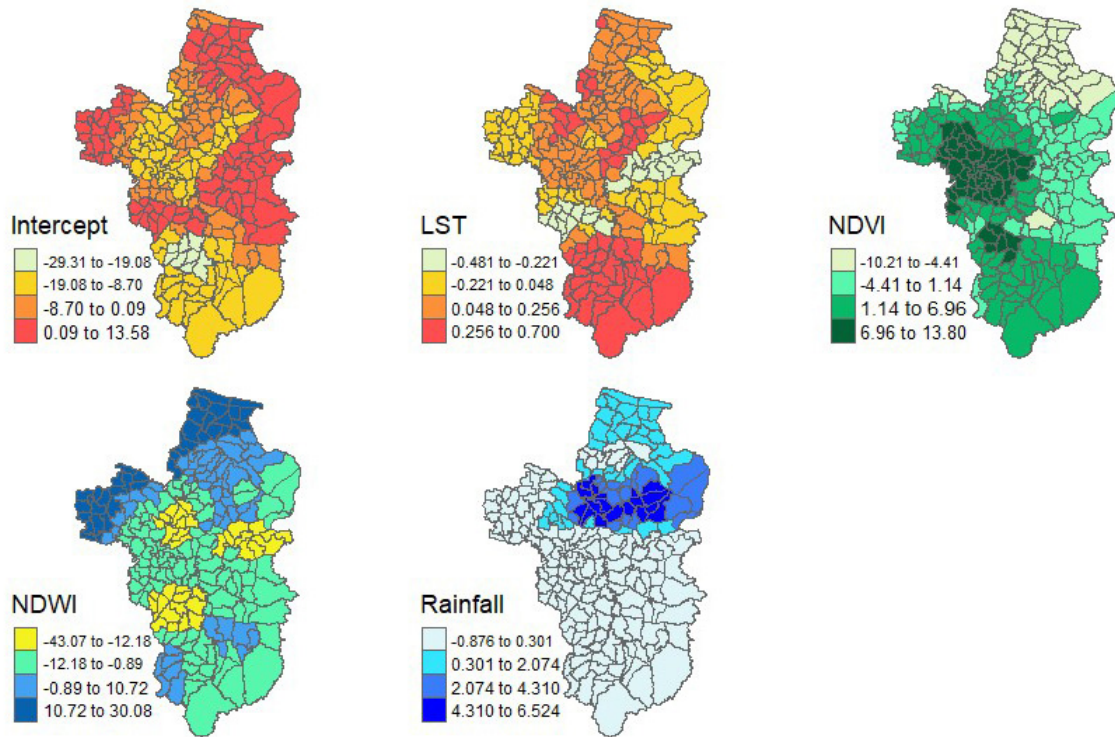 Intercept
-29.31 to -19.08
-19.08 to -8.70
-8.70 to 0.09
0.09 to 13.58
LST
-0.481 to -0.221
-0.221 to 0.048
0.048 to 0.256
0.256 to 0.700
NDVI
-10.21 to -4.41
-4.41 to 1.14
1.14 to 6.96
6.96 to 13.80
NDWI
-43.07 to -12.18
-12.18 to -0.89
-0.89 to 10.72
10.72 to 30.08
Rainfall
-0.876 to 0.301
0.301 to 2.074
2.074 to 4.310
4.310 to 6.524